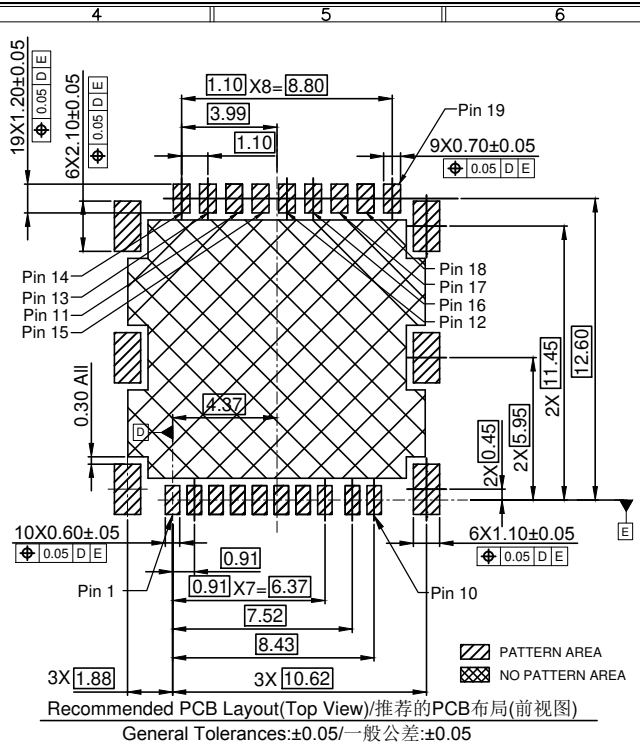 4 5 6
19X1.20±0.05
⌖ 0.05 D E
6X2.10±0.05
⌖ 0.05 D E
1.10 X8= 8.80
3.99
1.10
Pin 19
9X0.70±0.05
⌖ 0.05 D E
Pin 14
Pin 13
Pin 11
Pin 15
Pin 18
Pin 17
Pin 16
Pin 12
0.30 All
4.37
D
2X 0.45
2X 5.95
2X 11.45
12.60
E
10X0.60±.05
⌖ 0.05 D E
6X1.10±0.05
⌖ 0.05 D E
Pin 1
0.91
0.91 X7= 6.37
7.52
8.43
Pin 10
3X 1.88
3X 10.62
PATTERN AREA
NO PATTERN AREA
Recommended PCB Layout(Top View)/推荐的PCB布局(前视图)
General Tolerances:±0.05/一般公差:±0.05